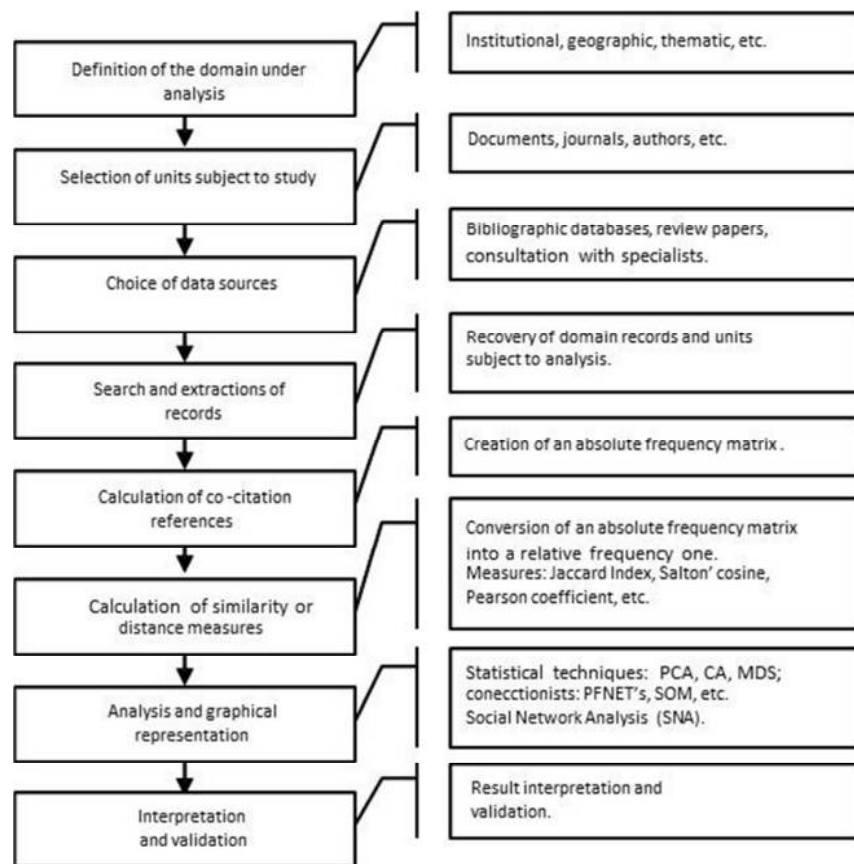 Definition of the domain under
analysis
Institutional, geographic, thematic, etc.
Selection of units subject to study
Documents, journals, authors, etc.
Choice of data sources
Bibliographic databases, review papers,
consultation with specialists.
Search and extractions of
records
Recovery of domain records and units
subject to analysis.
Calculation of co -citation
references
Creation of an absolute frequency matrix .
Calculation of similarity or
distance measures
Conversion of an absolute frequency matrix
into a relative frequency one.
Measures: Jaccard Index, Salton' cosine,
Pearson coefficient, etc.
Analysis and graphical
representation
Statistical techniques: PCA, CA, MDS;
conecctionists: PFNET's, SOM, etc.
Social Network Analysis (SNA).
Interpretation
and validation
Result interpretation and
validation.